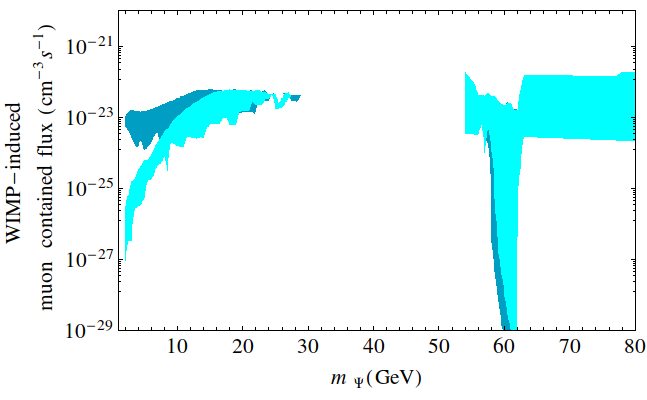 WIMP−induced
muon contained flux (cm⁻³ s⁻¹)
10⁻²¹
10⁻²³
10⁻²⁵
10⁻²⁷
10⁻²⁹
10 20 30 40 50 60 70 80
m Ψ (GeV)